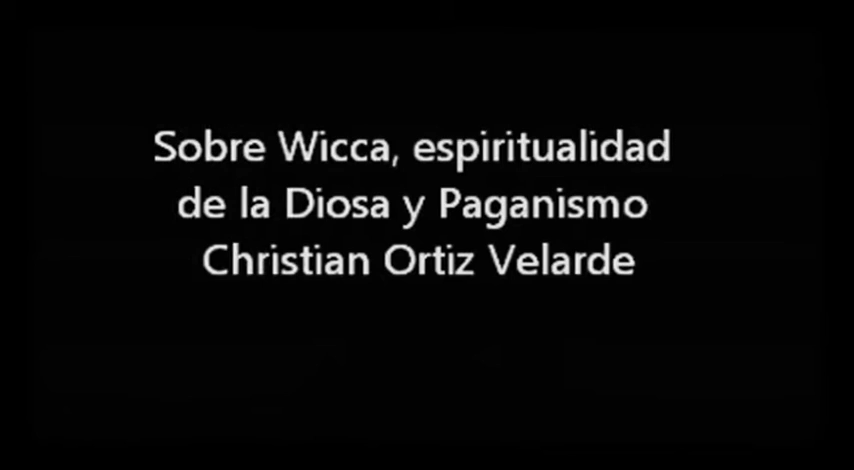 Sobre Wicca, espiritualidad
de la Diosa y Paganismo
Christian Ortiz Velarde